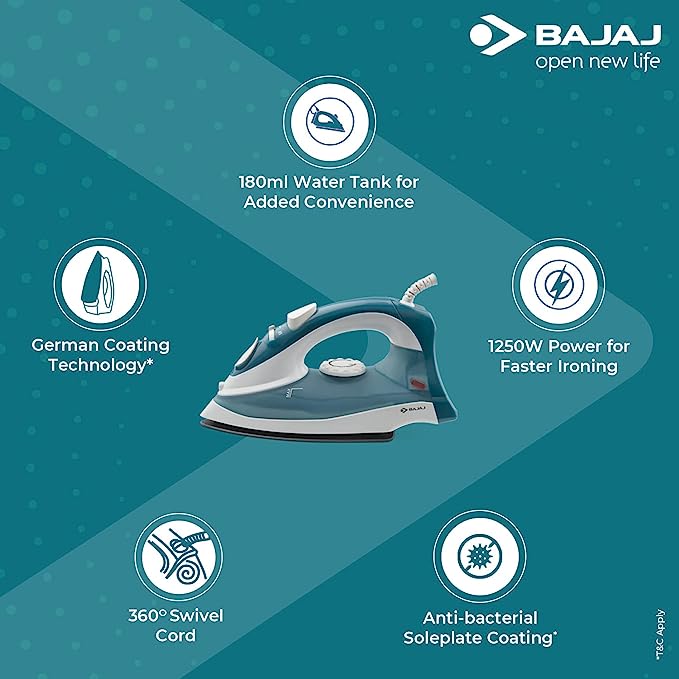 BAJAJ
open new life
180ml Water Tank for
Added Convenience
German Coating
Technology*
1250W Power for
Faster Ironing
MAX
BAJAJ
360° Swivel
Cord
Anti-bacterial
Soleplate Coating*
*T&C Apply